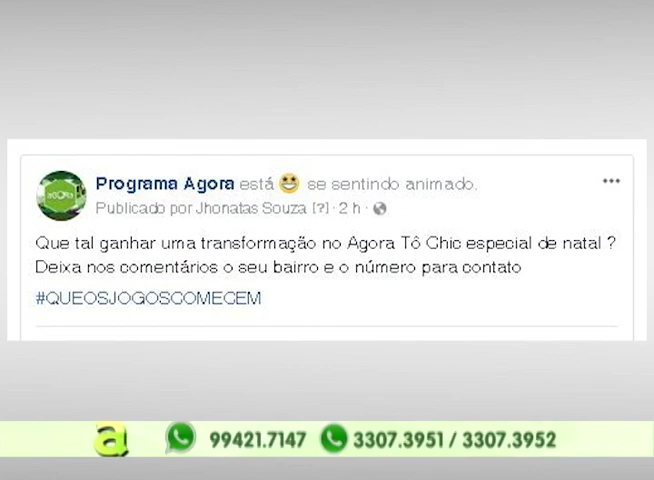 Programa Agora está se sentindo animado.
Publicado por Jhonatas Souza [?] · 2 h ·
Que tal ganhar uma transformação no Agora Tô Chic especial de natal ?
Deixa nos comentários o seu bairro e o número para contato
#QUEOSJOGOSCOMECEM
a 99421.7147 3307.3951 / 3307.3952